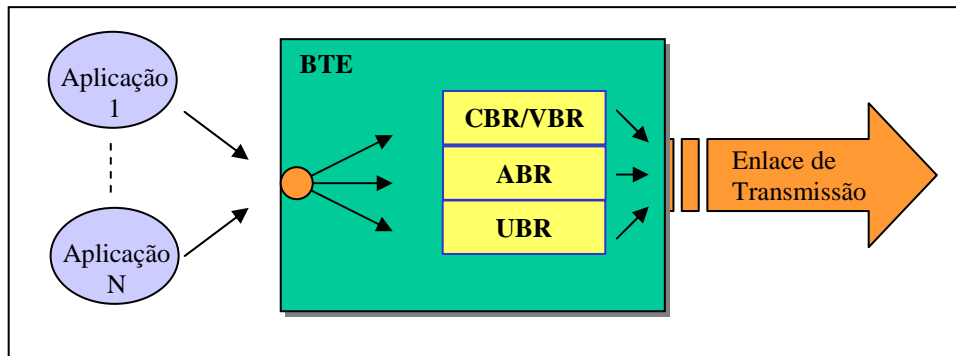 Aplicação
1
Aplicação
N
BTE
CBR/VBR
ABR
UBR
Enlace de
Transmissão